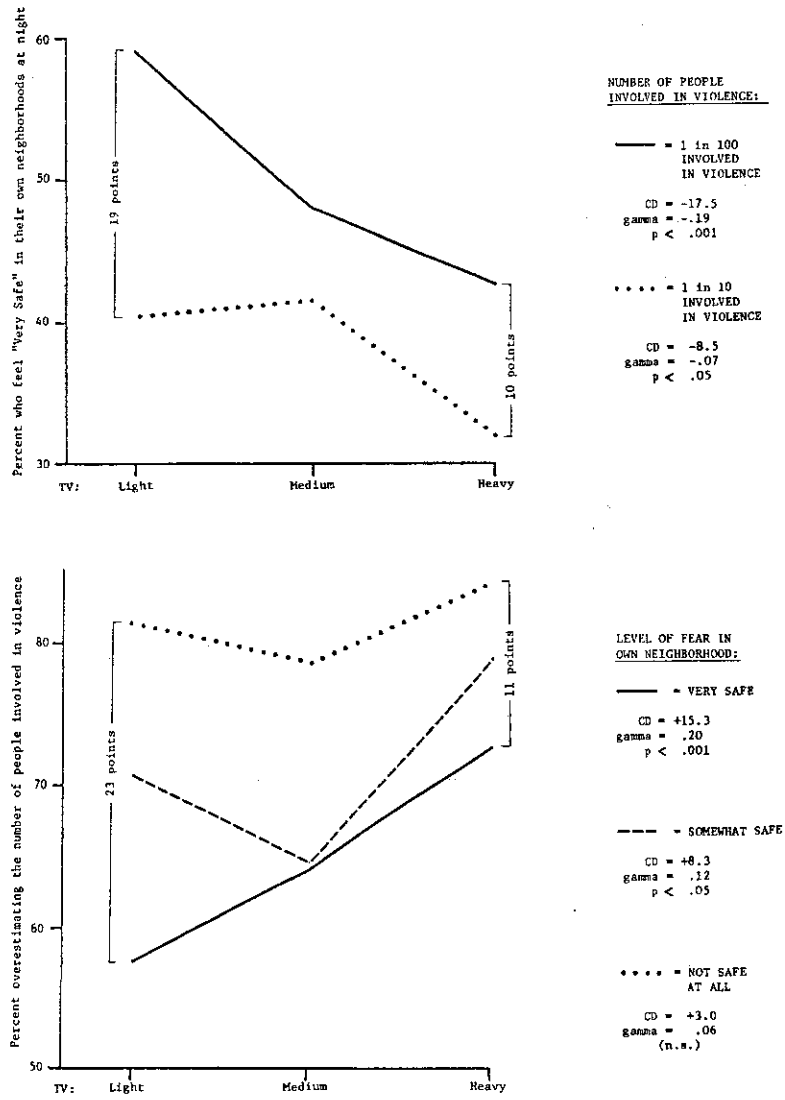 Percent who feel "Very Safe" in their own neighborhoods at night
60
50
40
30
19 points
10 points
TV: Light Medium Heavy
NUMBER OF PEOPLE
INVOLVED IN VIOLENCE:
= 1 in 100
INVOLVED
IN VIOLENCE
CD = -17.5
gamma = -.19
p < .001
= 1 in 10
INVOLVED
IN VIOLENCE
CD = -8.5
gamma = -.07
p < .05
Percent overestimating the number of people involved in violence
80
70
60
50
23 points
11 points
TV: Light Medium Heavy
LEVEL OF FEAR IN
OWN NEIGHBORHOOD:
= VERY SAFE
CD = +15.3
gamma = .20
p < .001
= SOMEWHAT SAFE
CD = +8.3
gamma = .12
p < .05
= NOT SAFE
AT ALL
CD = +3.0
gamma = .06
(n.s.)